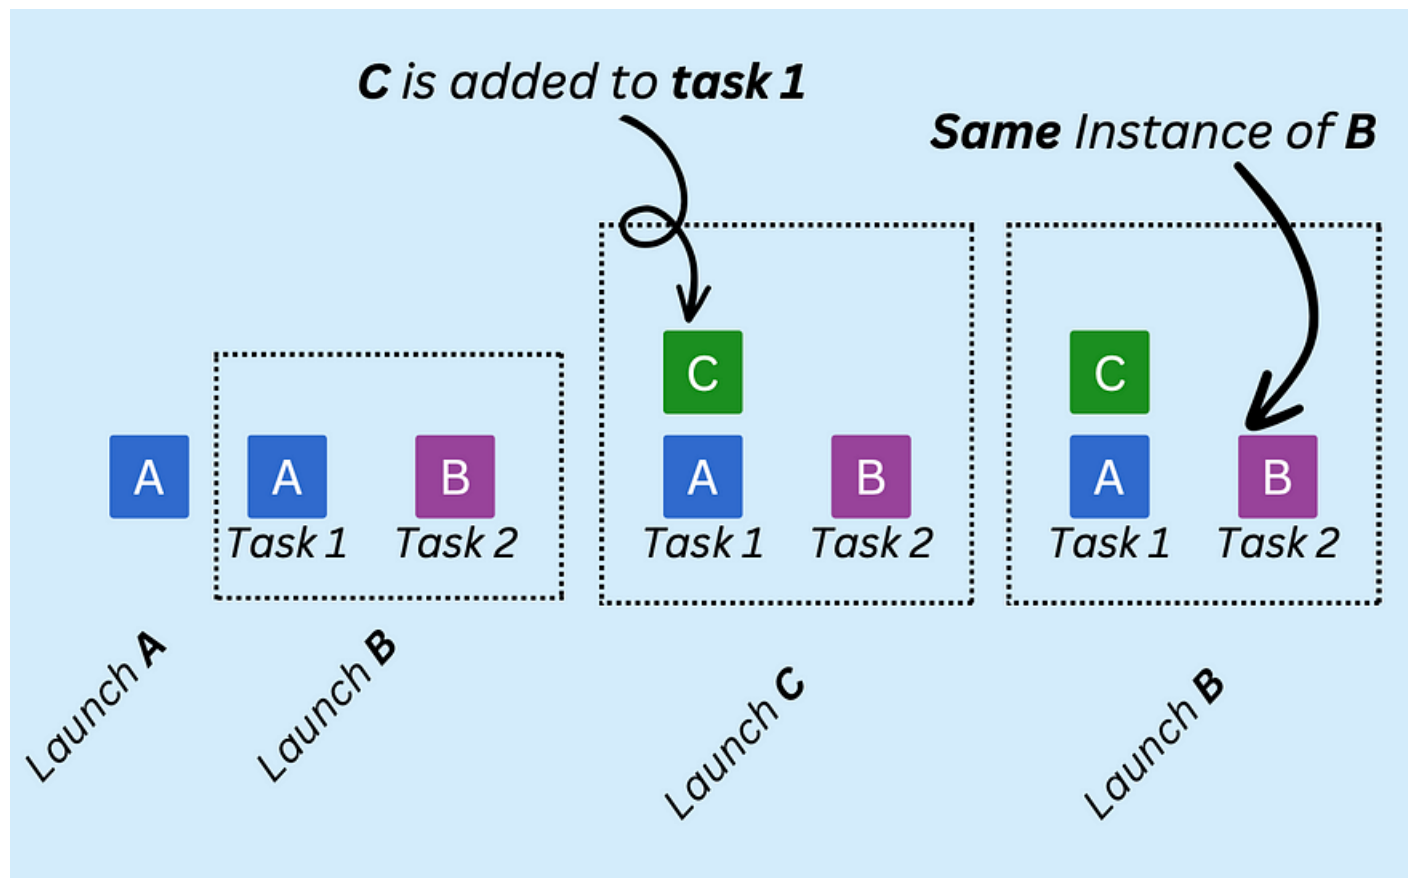 C is added to task 1
Same Instance of B
C
C
A
A
B
A
B
A
B
Task 1
Task 2
Task 1
Task 2
Task 1
Task 2
Launch A
Launch B
Launch C
Launch B